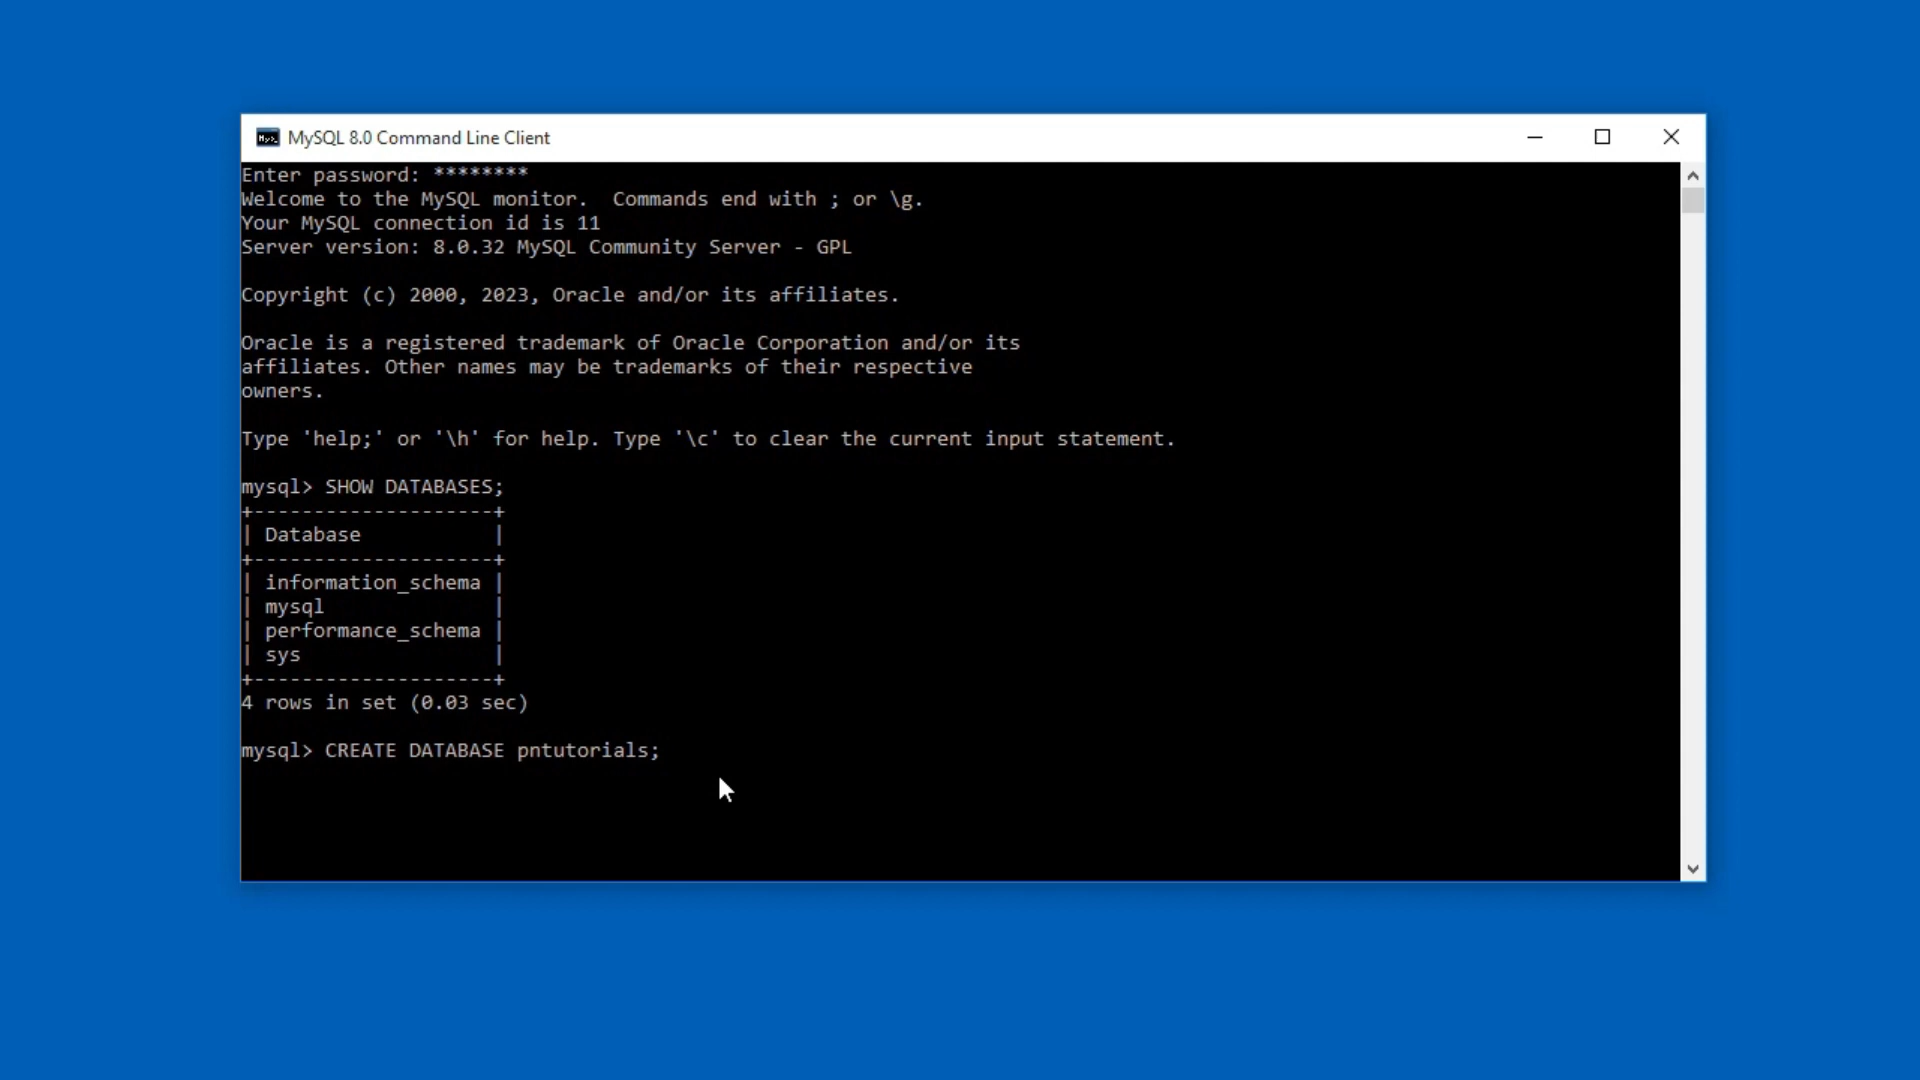 MySQL 8.0 Command Line Client
Enter password: ********
Welcome to the MySQL monitor.  Commands end with ; or \g.
Your MySQL connection id is 11
Server version: 8.0.32 MySQL Community Server - GPL

Copyright (c) 2000, 2023, Oracle and/or its affiliates.

Oracle is a registered trademark of Oracle Corporation and/or its
affiliates. Other names may be trademarks of their respective
owners.

Type 'help;' or '\h' for help. Type '\c' to clear the current input statement.

mysql> SHOW DATABASES;
+--------------------+
| Database           |
+--------------------+
| information_schema |
| mysql              |
| performance_schema |
| sys                |
+--------------------+
4 rows in set (0.03 sec)

mysql> CREATE DATABASE pntutorials;